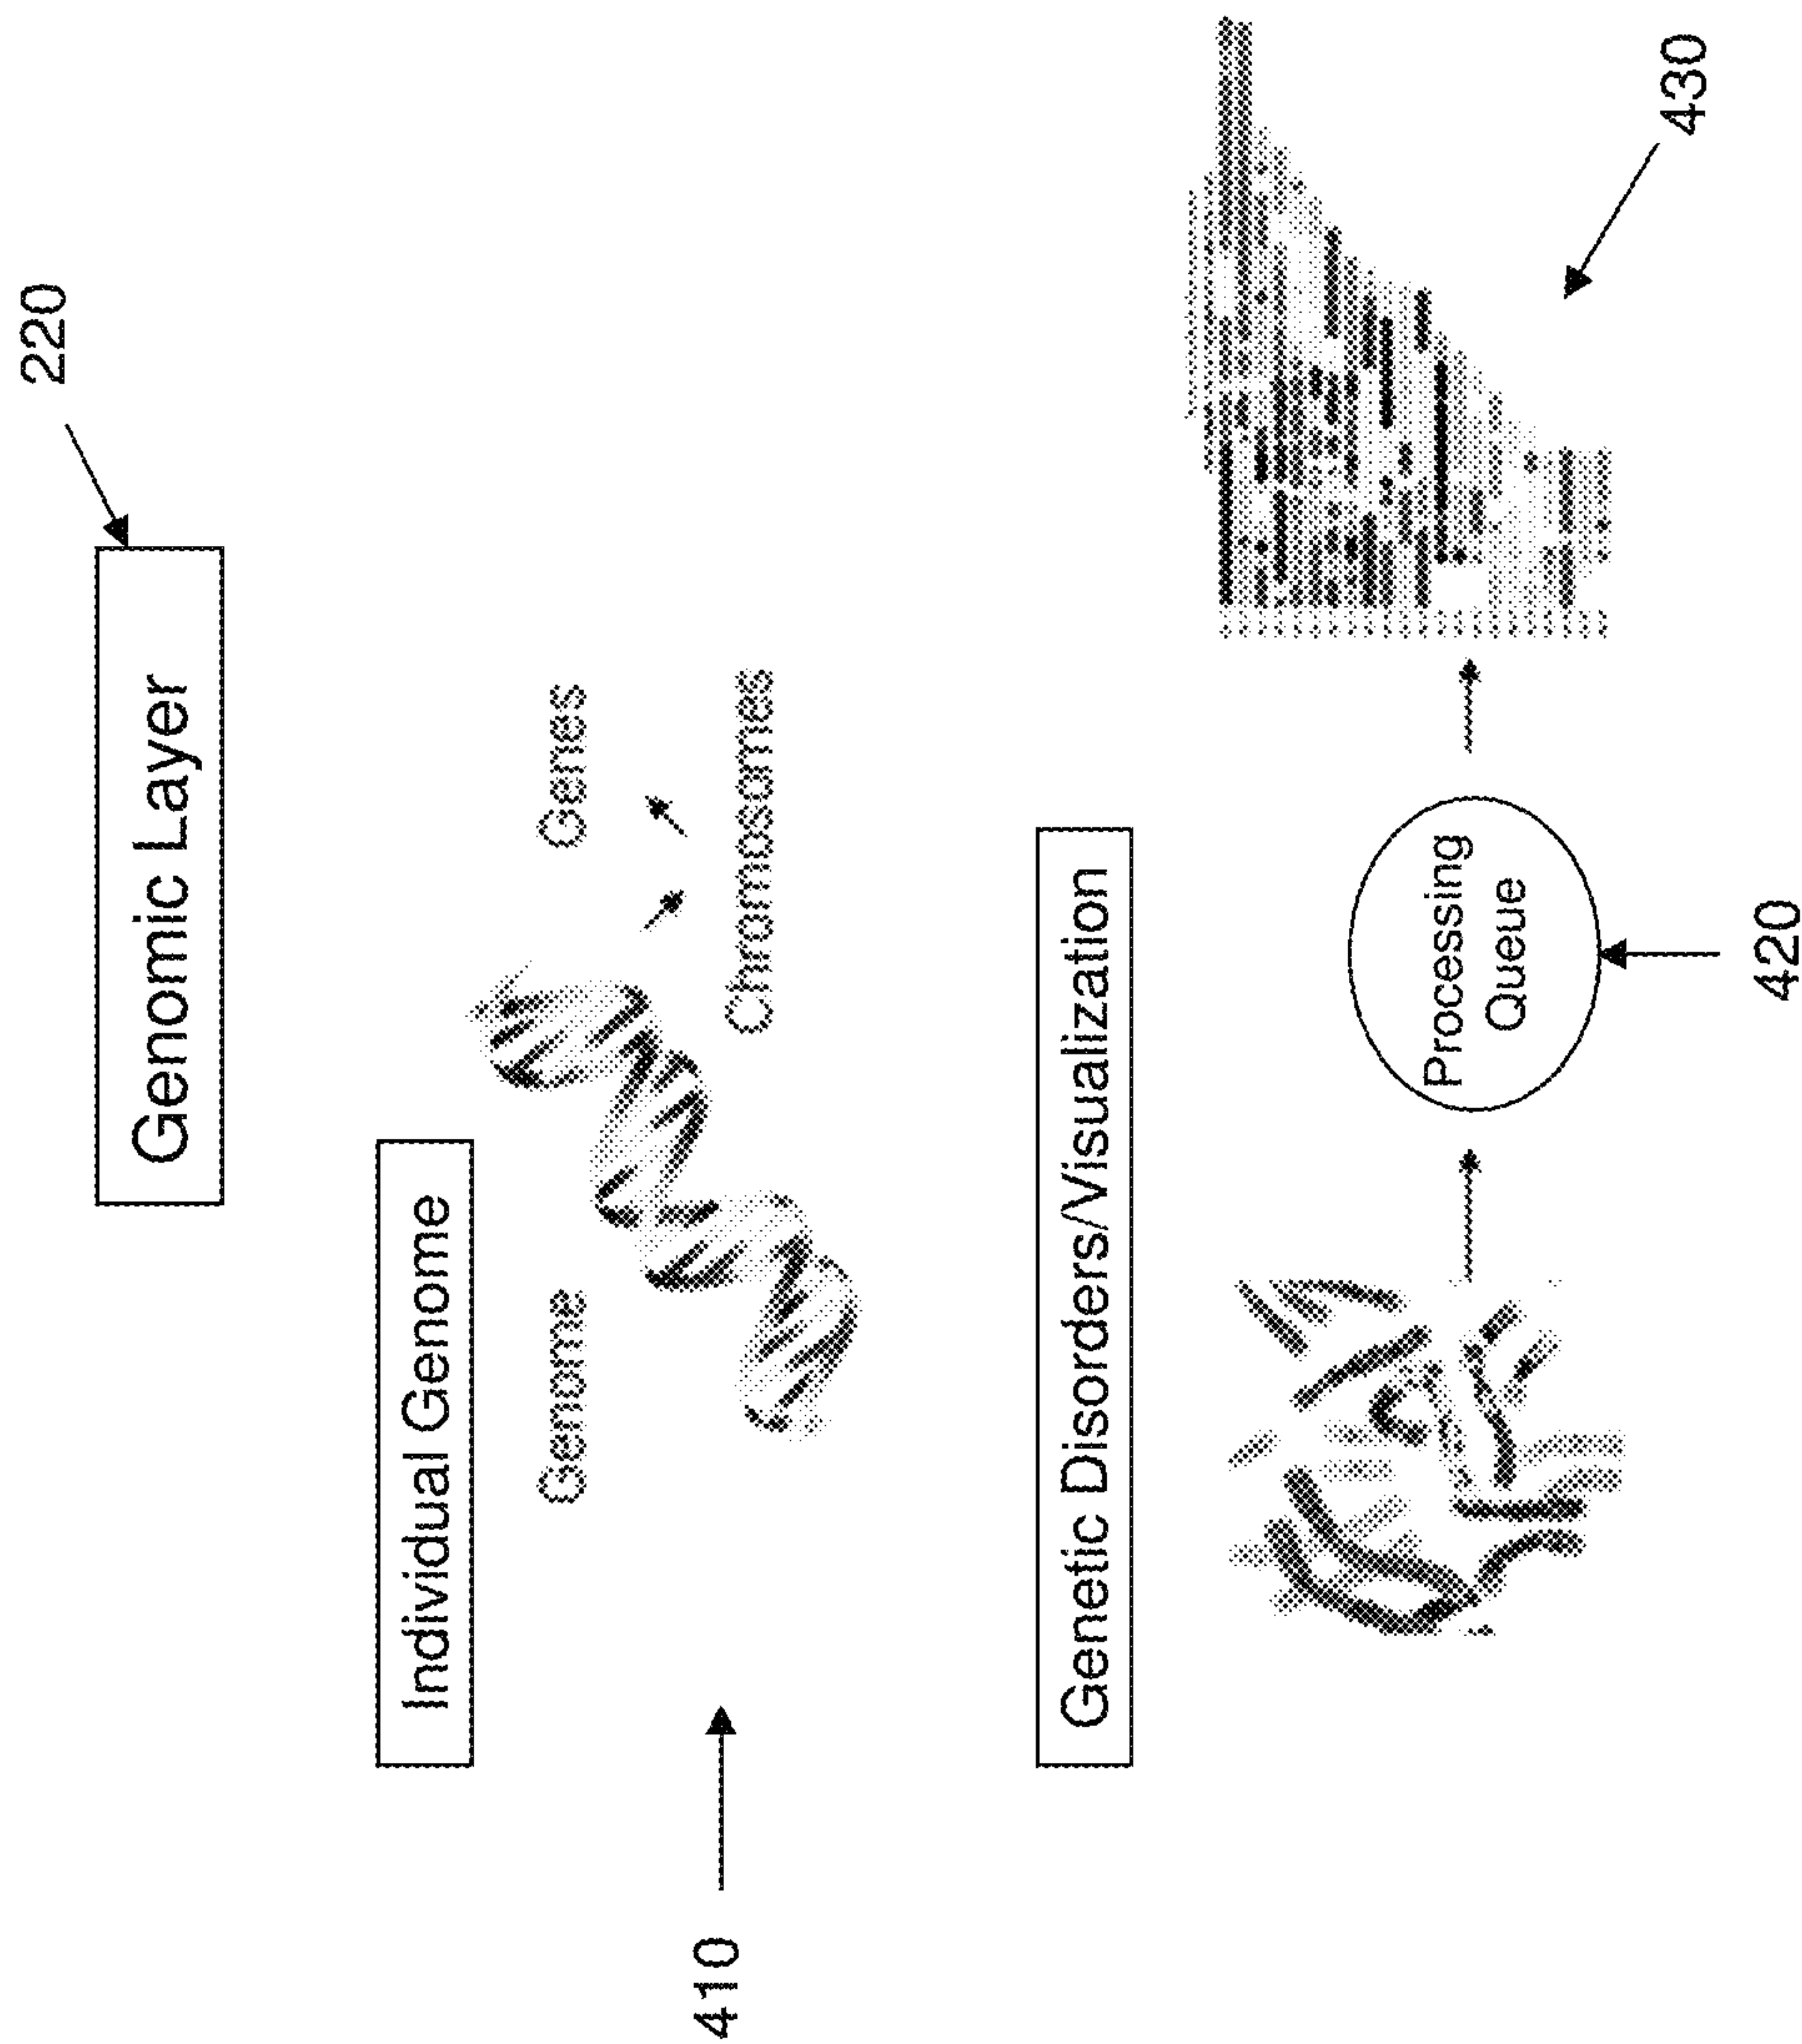 220
Genomic Layer
Individual Genome
Genome
Genes
Chromosomes
410
Genetic Disorders/Visualization
Processing
Queue
420
430